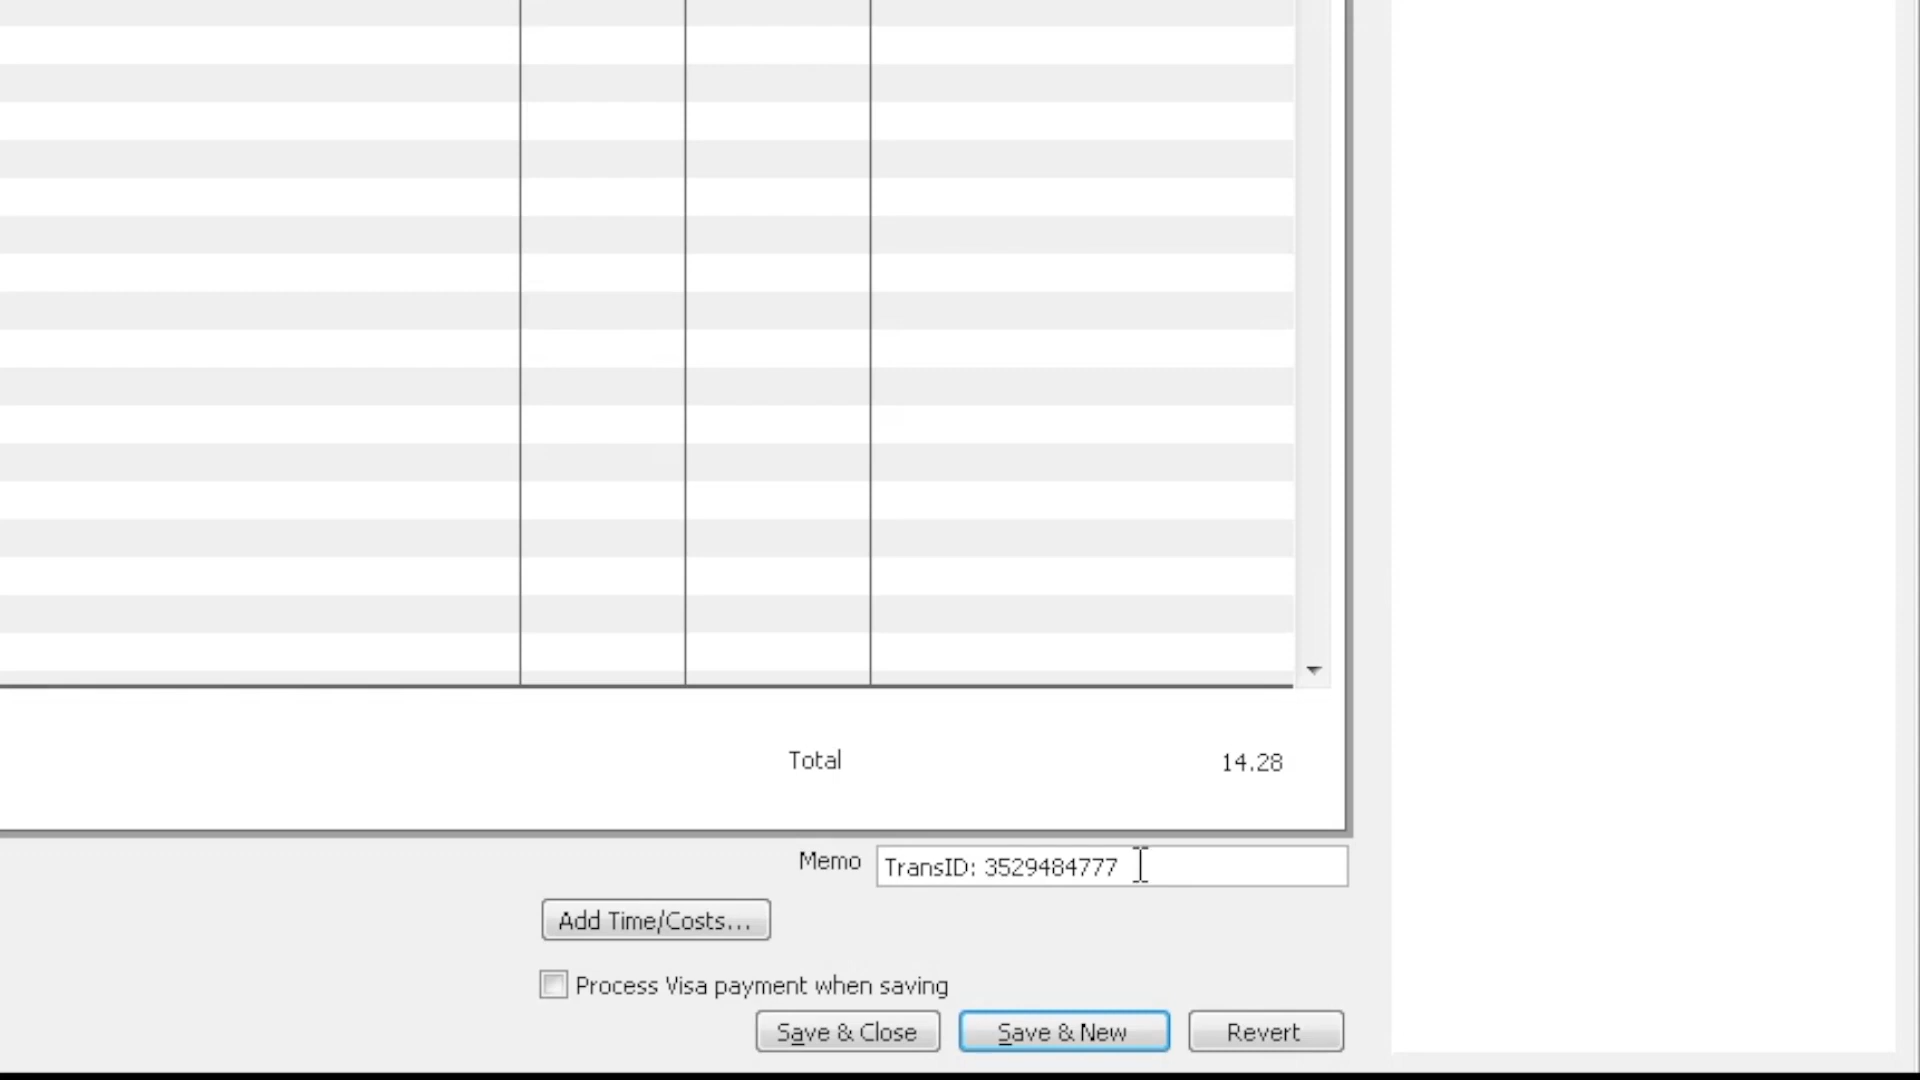 Total 14.28
Memo TransID: 3529484777
Add Time/Costs...
Process Visa payment when saving
Save & Close Save & New Revert